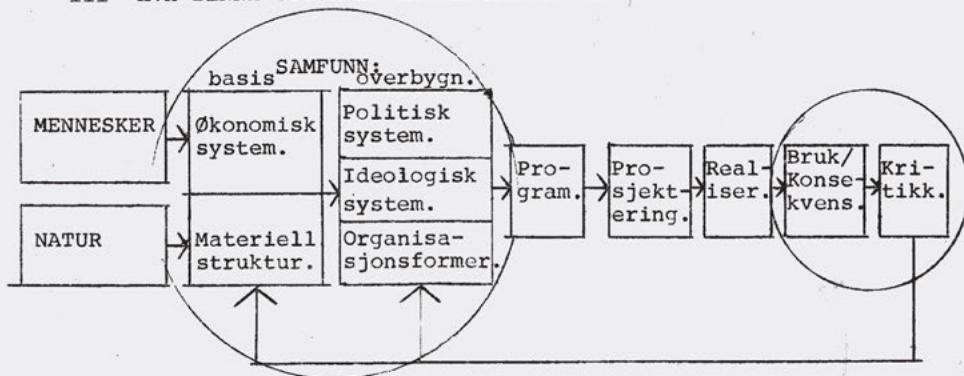 III
SAMFUNN:
basis
overbygn.
MENNESKER
Økonomisk
system.
Politisk
system.
Ideologisk
system.
NATUR
Materiell
struktur.
Organisa-
sjonsformer.
Pro-
gram.
Pro-
sjekt-
ering.
Real-
iser.
Bruk/
Konse-
kvens.
Kri-
tikk.